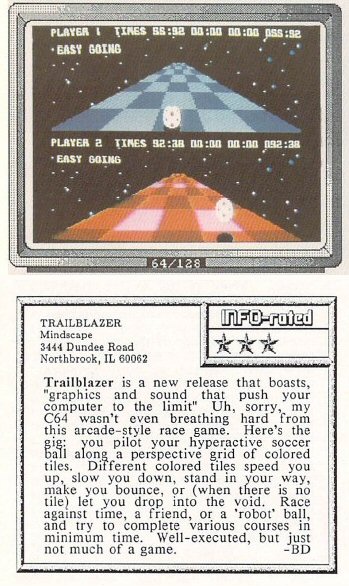 PLAYER 1 TIMES 55:92 00:00 00:00 055:92
EASY GOING
PLAYER 2 TIMES 92:38 00:00 00:00 092:38
EASY GOING
64/128
INFO-rated
TRAILBLAZER
Mindscape
3444 Dundee Road
Northbrook, IL 60062
Trailblazer is a new release that boasts,
"graphics and sound that push your
computer to the limit" Uh, sorry, my
C64 wasn't even breathing hard from
this arcade-style race game. Here's the
gig: you pilot your hyperactive soccer
ball along a perspective grid of colored
tiles. Different colored tiles speed you
up, slow you down, stand in your way,
make you bounce, or (when there is no
tile) let you drop into the void. Race
against time, a friend, or a 'robot' ball,
and try to complete various courses in
minimum time. Well-executed, but just
not much of a game. -BD